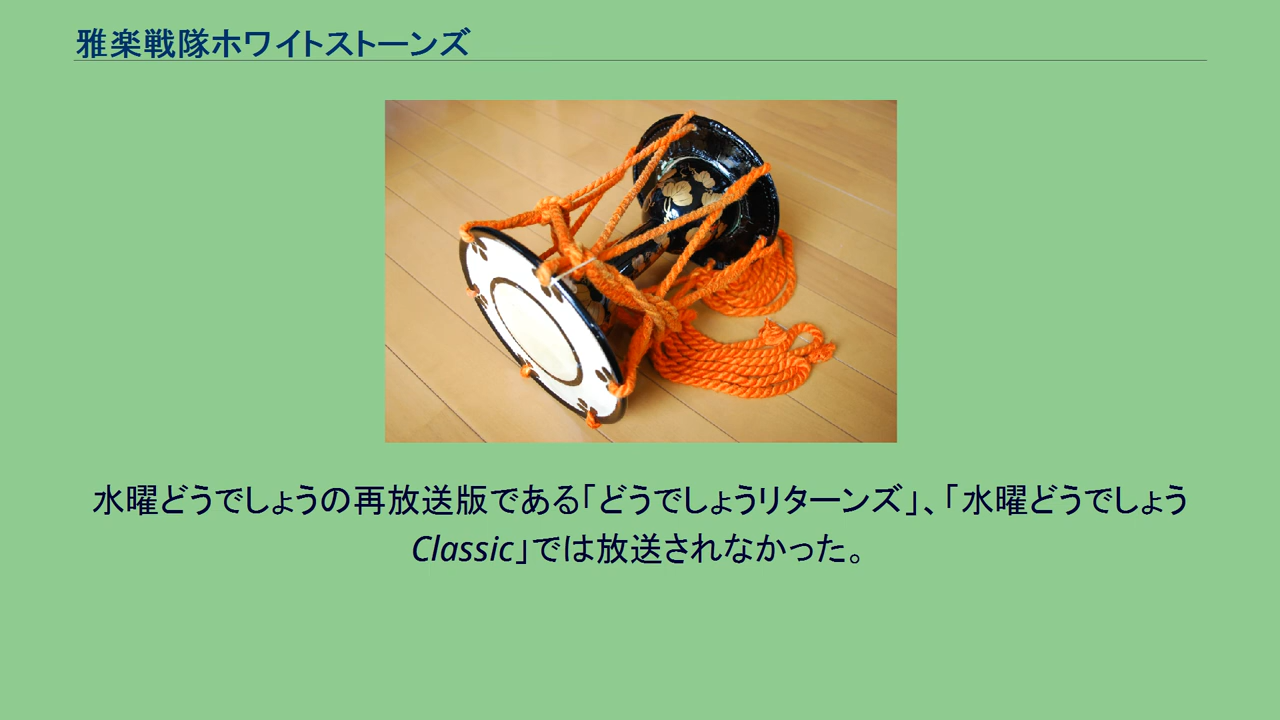 雅楽戦隊ホワイトストーンズ
水曜どうでしょうの再放送版である「どうでしょうリターンズ」、「水曜どうでしょう
Classic」では放送されなかった。